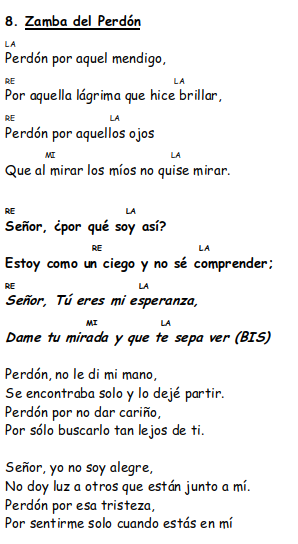 8. Zamba del Perdón
LA
Perdón por aquel mendigo,
RE LA
Por aquella lágrima que hice brillar,
RE LA
Perdón por aquellos ojos
MI LA
Que al mirar los míos no quise mirar.
RE LA
Señor, ¿por qué soy así?
RE LA
Estoy como un ciego y no sé comprender;
RE LA
Señor, Tú eres mi esperanza,
MI LA
Dame tu mirada y que te sepa ver (BIS)
Perdón, no le di mi mano,
Se encontraba solo y lo dejé partir.
Perdón por no dar cariño,
Por sólo buscarlo tan lejos de ti.
Señor, yo no soy alegre,
No doy luz a otros que están junto a mí.
Perdón por esa tristeza,
Por sentirme solo cuando estás en mí